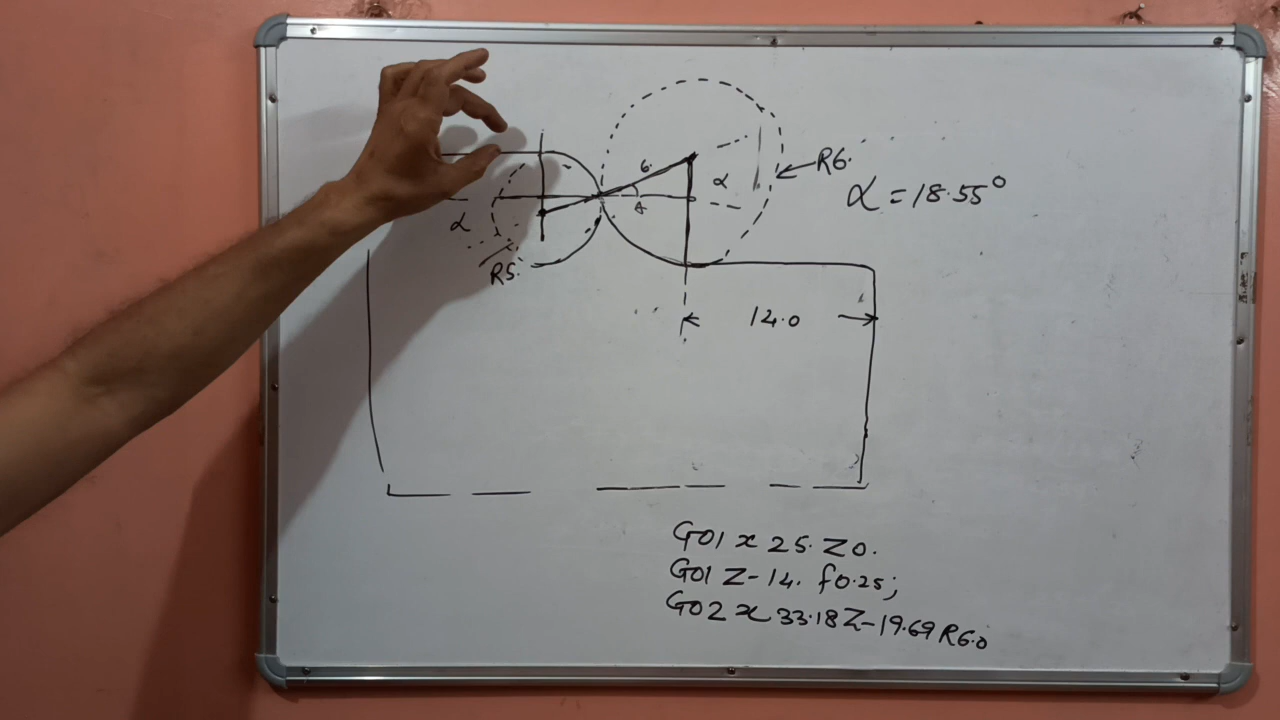 6.
α
R6.
α = 18.55°
α
R5.
14.0
G01 x 25. Z0.
G01 Z-14. f0.25;
G02 x 33.18 Z-19.69 R6.0